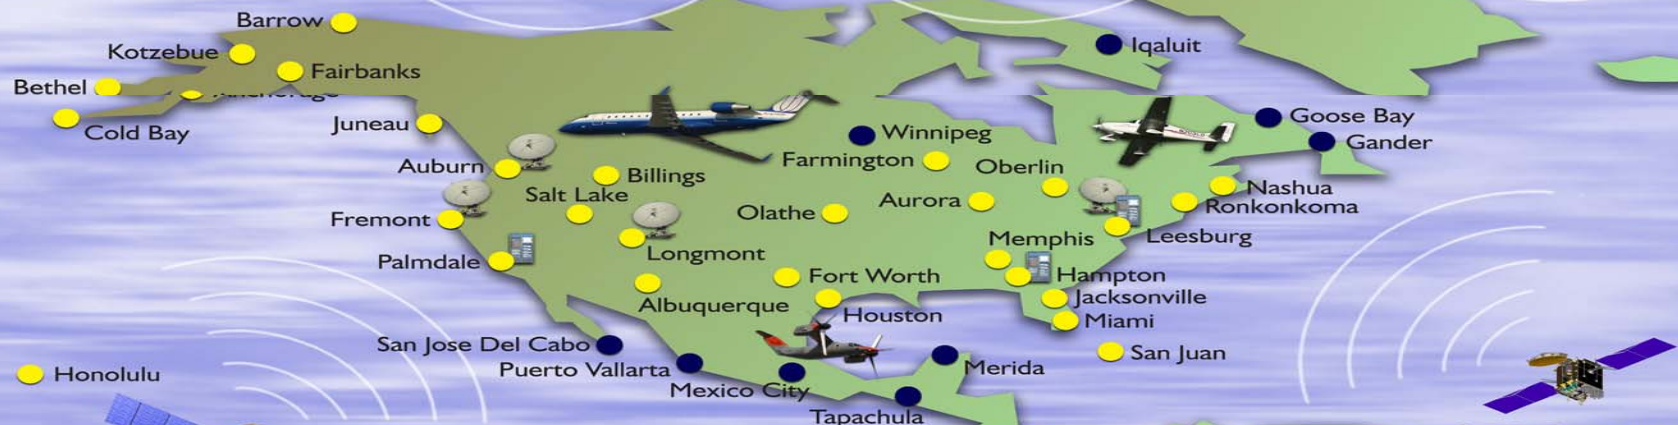 Barrow
Kotzebue
Iqaluit
Fairbanks
Bethel
Cold Bay
Juneau
Goose Bay
Winnipeg
Gander
Farmington
Oberlin
Auburn
Billings
Salt Lake
Nashua
Aurora
Ronkonkoma
Olathe
Fremont
Leesburg
Memphis
Longmont
Palmdale
Fort Worth
Hampton
Albuquerque
Jacksonville
Houston
Miami
San Jose Del Cabo
San Juan
Puerto Vallarta
Merida
Honolulu
Mexico City
Tapachula